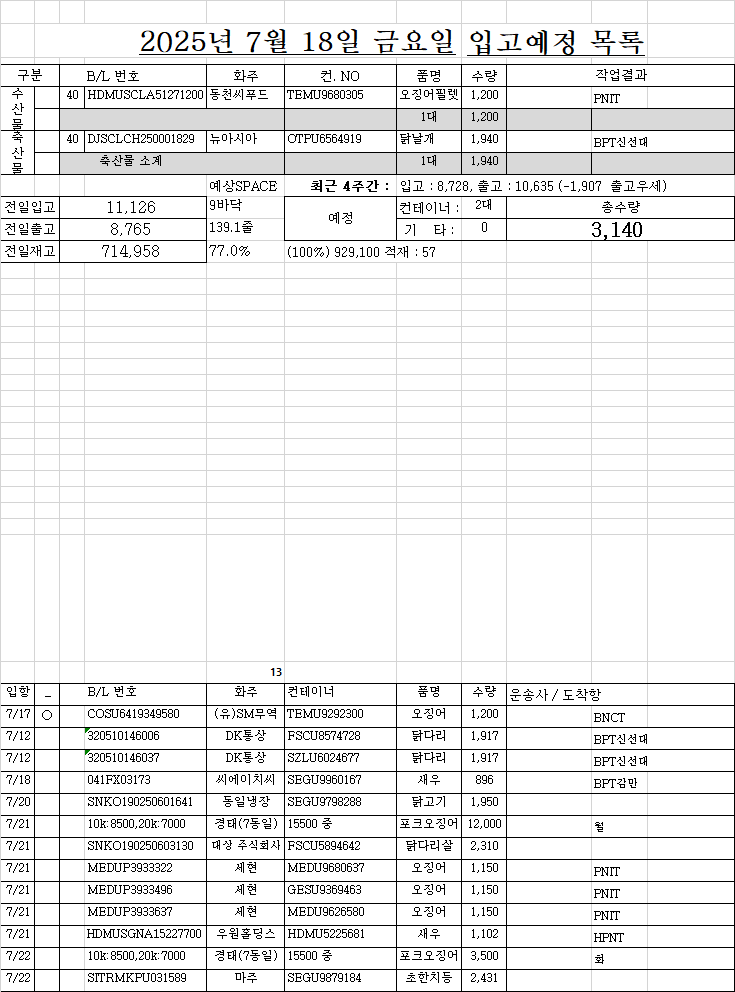 2025년 7월 18일 금요일 입고예정 목록
구분 B/L 번호 화주 컨. NO 품명 수량 작업결과
수산물 40 HDMUSCLA51271200 동천씨푸드 TEMU9680305 오징어필렛 1,200 PNIT
1대 1,200
축산물 40 DJSCLCH250001829 뉴아시아 OTPU6564919 닭날개 1,940 BPT신선대
축산물 소계 1대 1,940
예상SPACE 최근 4주간 : 입고 : 8,728, 출고 : 10,635 (-1,907 출고우세)
전일입고 11,126 9바닥 예정 컨테이너 : 2대 총수량
전일출고 8,765 139.1줄 기 타 : 0 3,140
전일재고 714,958 77.0% (100%) 929,100 적재 : 57
13
입항 _ B/L 번호 화주 컨테이너 품명 수량 운송사 / 도착항
7/17 ○ COSU6419349580 (유)SM무역 TEMU9292300 오징어 1,200 BNCT
7/12 320510146006 DK통상 FSCU8574728 닭다리 1,917 BPT신선대
7/12 320510146037 DK통상 SZLU6024677 닭다리 1,917 BPT신선대
7/18 041FX03173 씨에이치씨 SEGU9960167 새우 896 BPT감만
7/20 SNKO190250601641 동일냉장 SEGU9798288 닭고기 1,950
7/21 10k:8500,20k:7000 경태(7동일) 15500 중 포크오징어 12,000 월
7/21 SNKO190250603130 대상 주식회사 FSCU5894642 닭다리살 2,310
7/21 MEDUP3933322 세현 MEDU9680637 오징어 1,150 PNIT
7/21 MEDUP3933496 세현 GESU9369463 오징어 1,150 PNIT
7/21 MEDUP3933637 세현 MEDU9626580 오징어 1,150 PNIT
7/21 HDMUSGNA15227700 우원홀딩스 HDMU5225681 새우 1,102 HPNT
7/22 10k:8500,20k:7000 경태(7동일) 15500 중 포크오징어 3,500 화
7/22 SITRMKPU031589 마주 SEGU9879184 초한치등 2,431